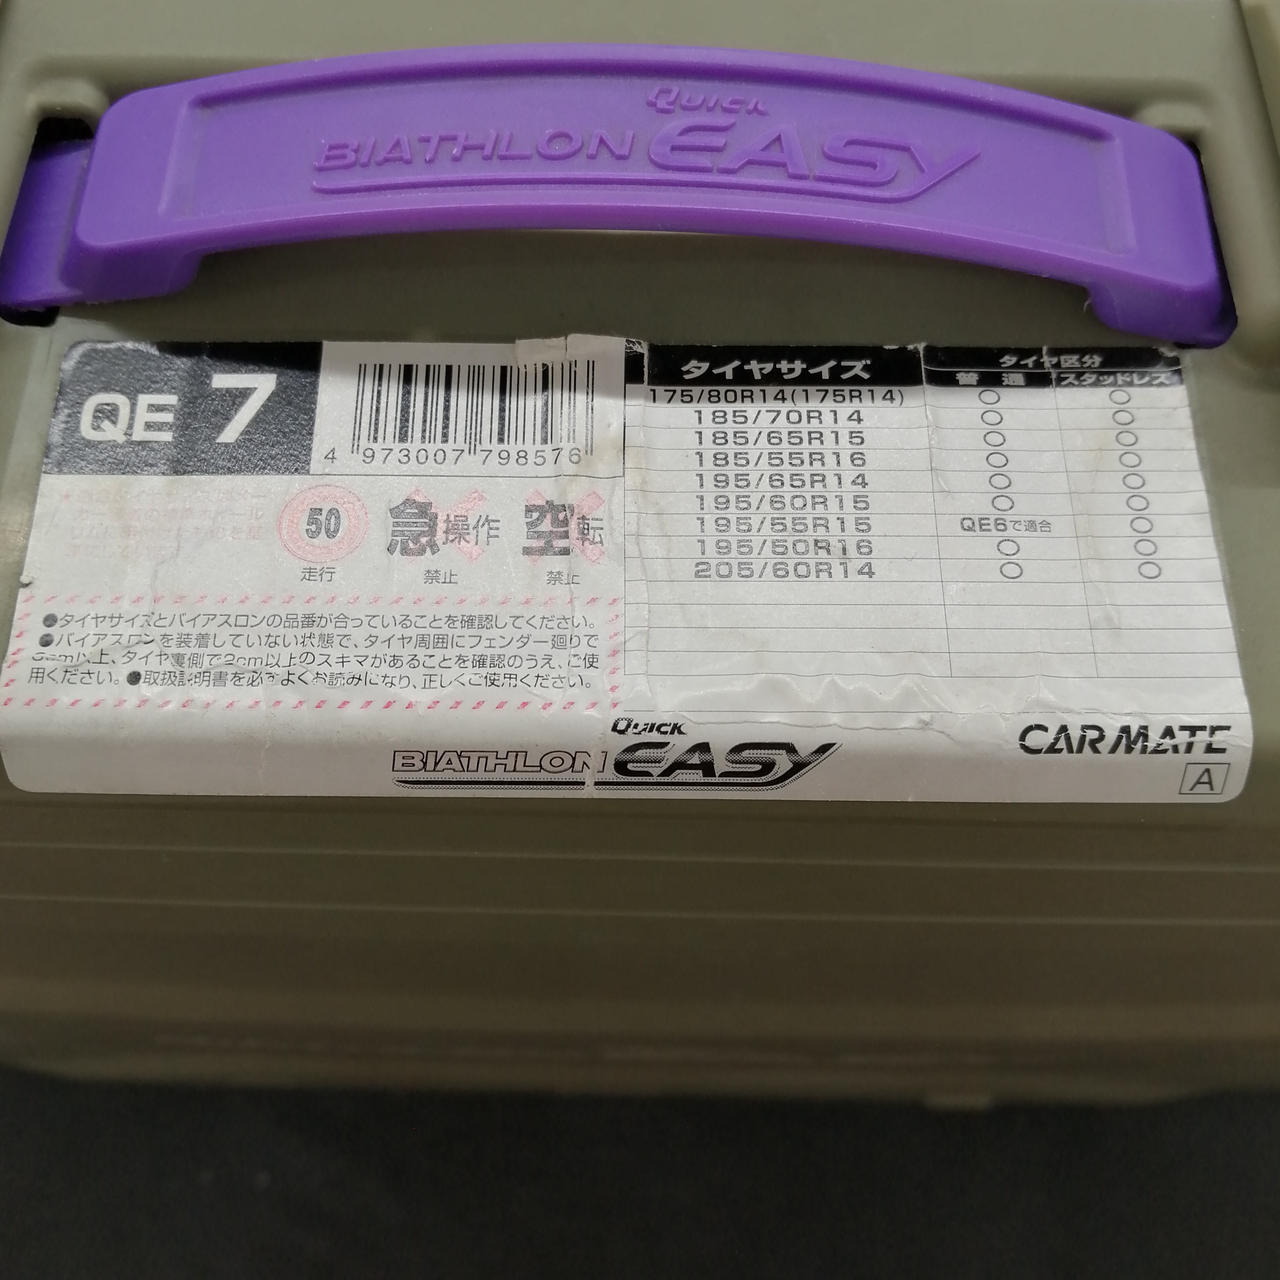 QUICK
BIATHLON EASY
QE 7
4 973007 798576
50
走行
急操作
禁止
空転
禁止
●タイヤサイズとバイアスロンの品番が合っていることを確認してください。
●バイアスロンを装着していない状態で、タイヤ周囲にフェンダー廻りで
3cm以上、タイヤ裏側で2cm以上のスキマがあることを確認のうえ、ご使
用ください。●取扱説明書を必ずよくお読みになり、正しくご使用ください。
タイヤサイズ タイヤ区分
普通 スタッドレス
175/80R14(175R14) ○ ○
185/70R14 ○ ○
185/65R15 ○ ○
185/55R16 ○ ○
195/65R14 ○ ○
195/60R15 ○ ○
195/55R15 QE6で適合 ○
195/50R16 ○ ○
205/60R14 ○ ○
QUICK
BIATHLON EASY
CARMATE
A